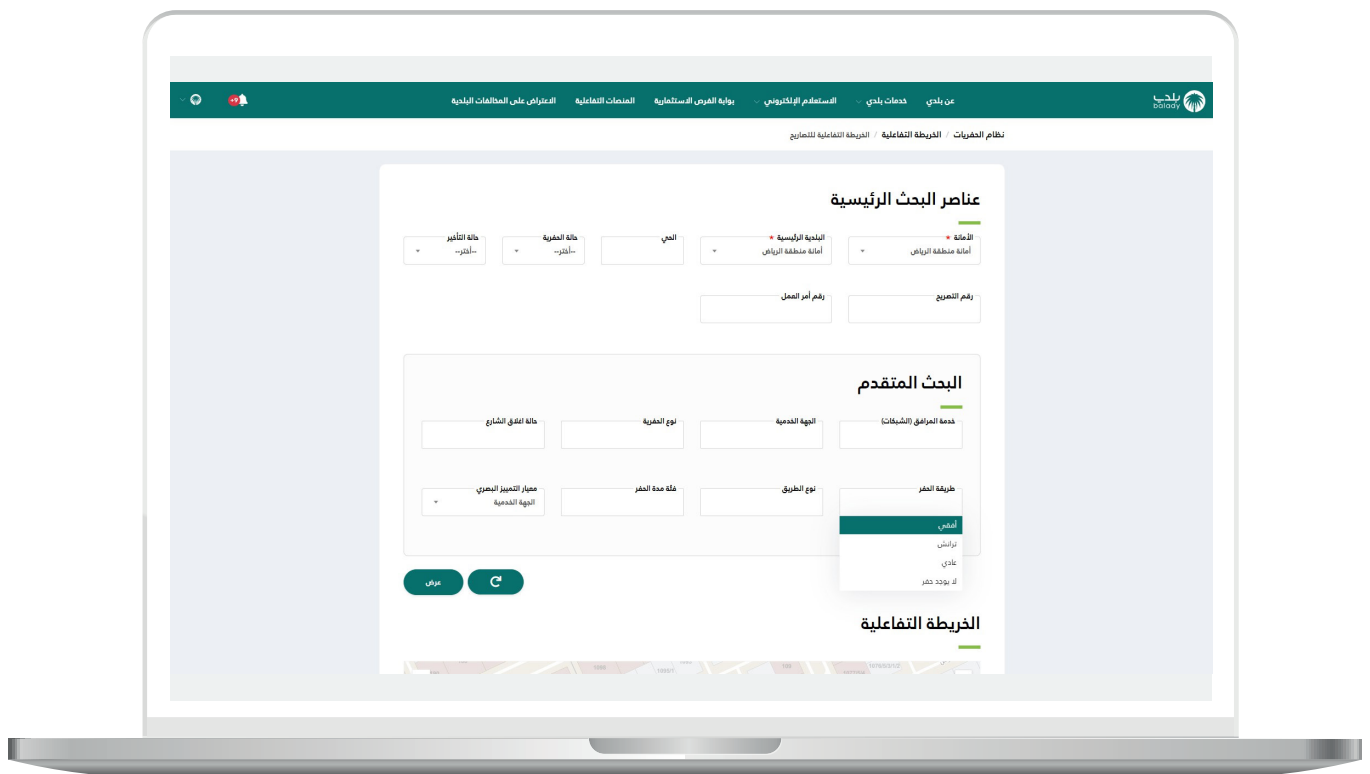 بلدي
balady
عن بلدي
خدمات بلدي
الاستعلام الإلكتروني
بوابة الفرص الاستثمارية
المنصات التفاعلية
الاعتراض على المخالفات البلدية
+9
نظام الحفريات / الخريطة التفاعلية / الخريطة التفاعلية للتصاريح
عناصر البحث الرئيسية
الأمانة *
أمانة منطقة الرياض
البلدية الرئيسية *
أمانة منطقة الرياض
الحي
حالة الحفرية
--أختر--
حالة التأخير
--أختر--
رقم التصريح
رقم أمر العمل
البحث المتقدم
خدمة المرافق (الشبكات)
الجهة الخدمية
نوع الحفرية
حالة اغلاق الشارع
طريقة الحفر
نوع الطريق
فئة مدة الحفر
معيار التمييز البصري
الجهة الخدمية
أفقي
ترانش
عادي
لا يوجد حفر
عرض
الخريطة التفاعلية